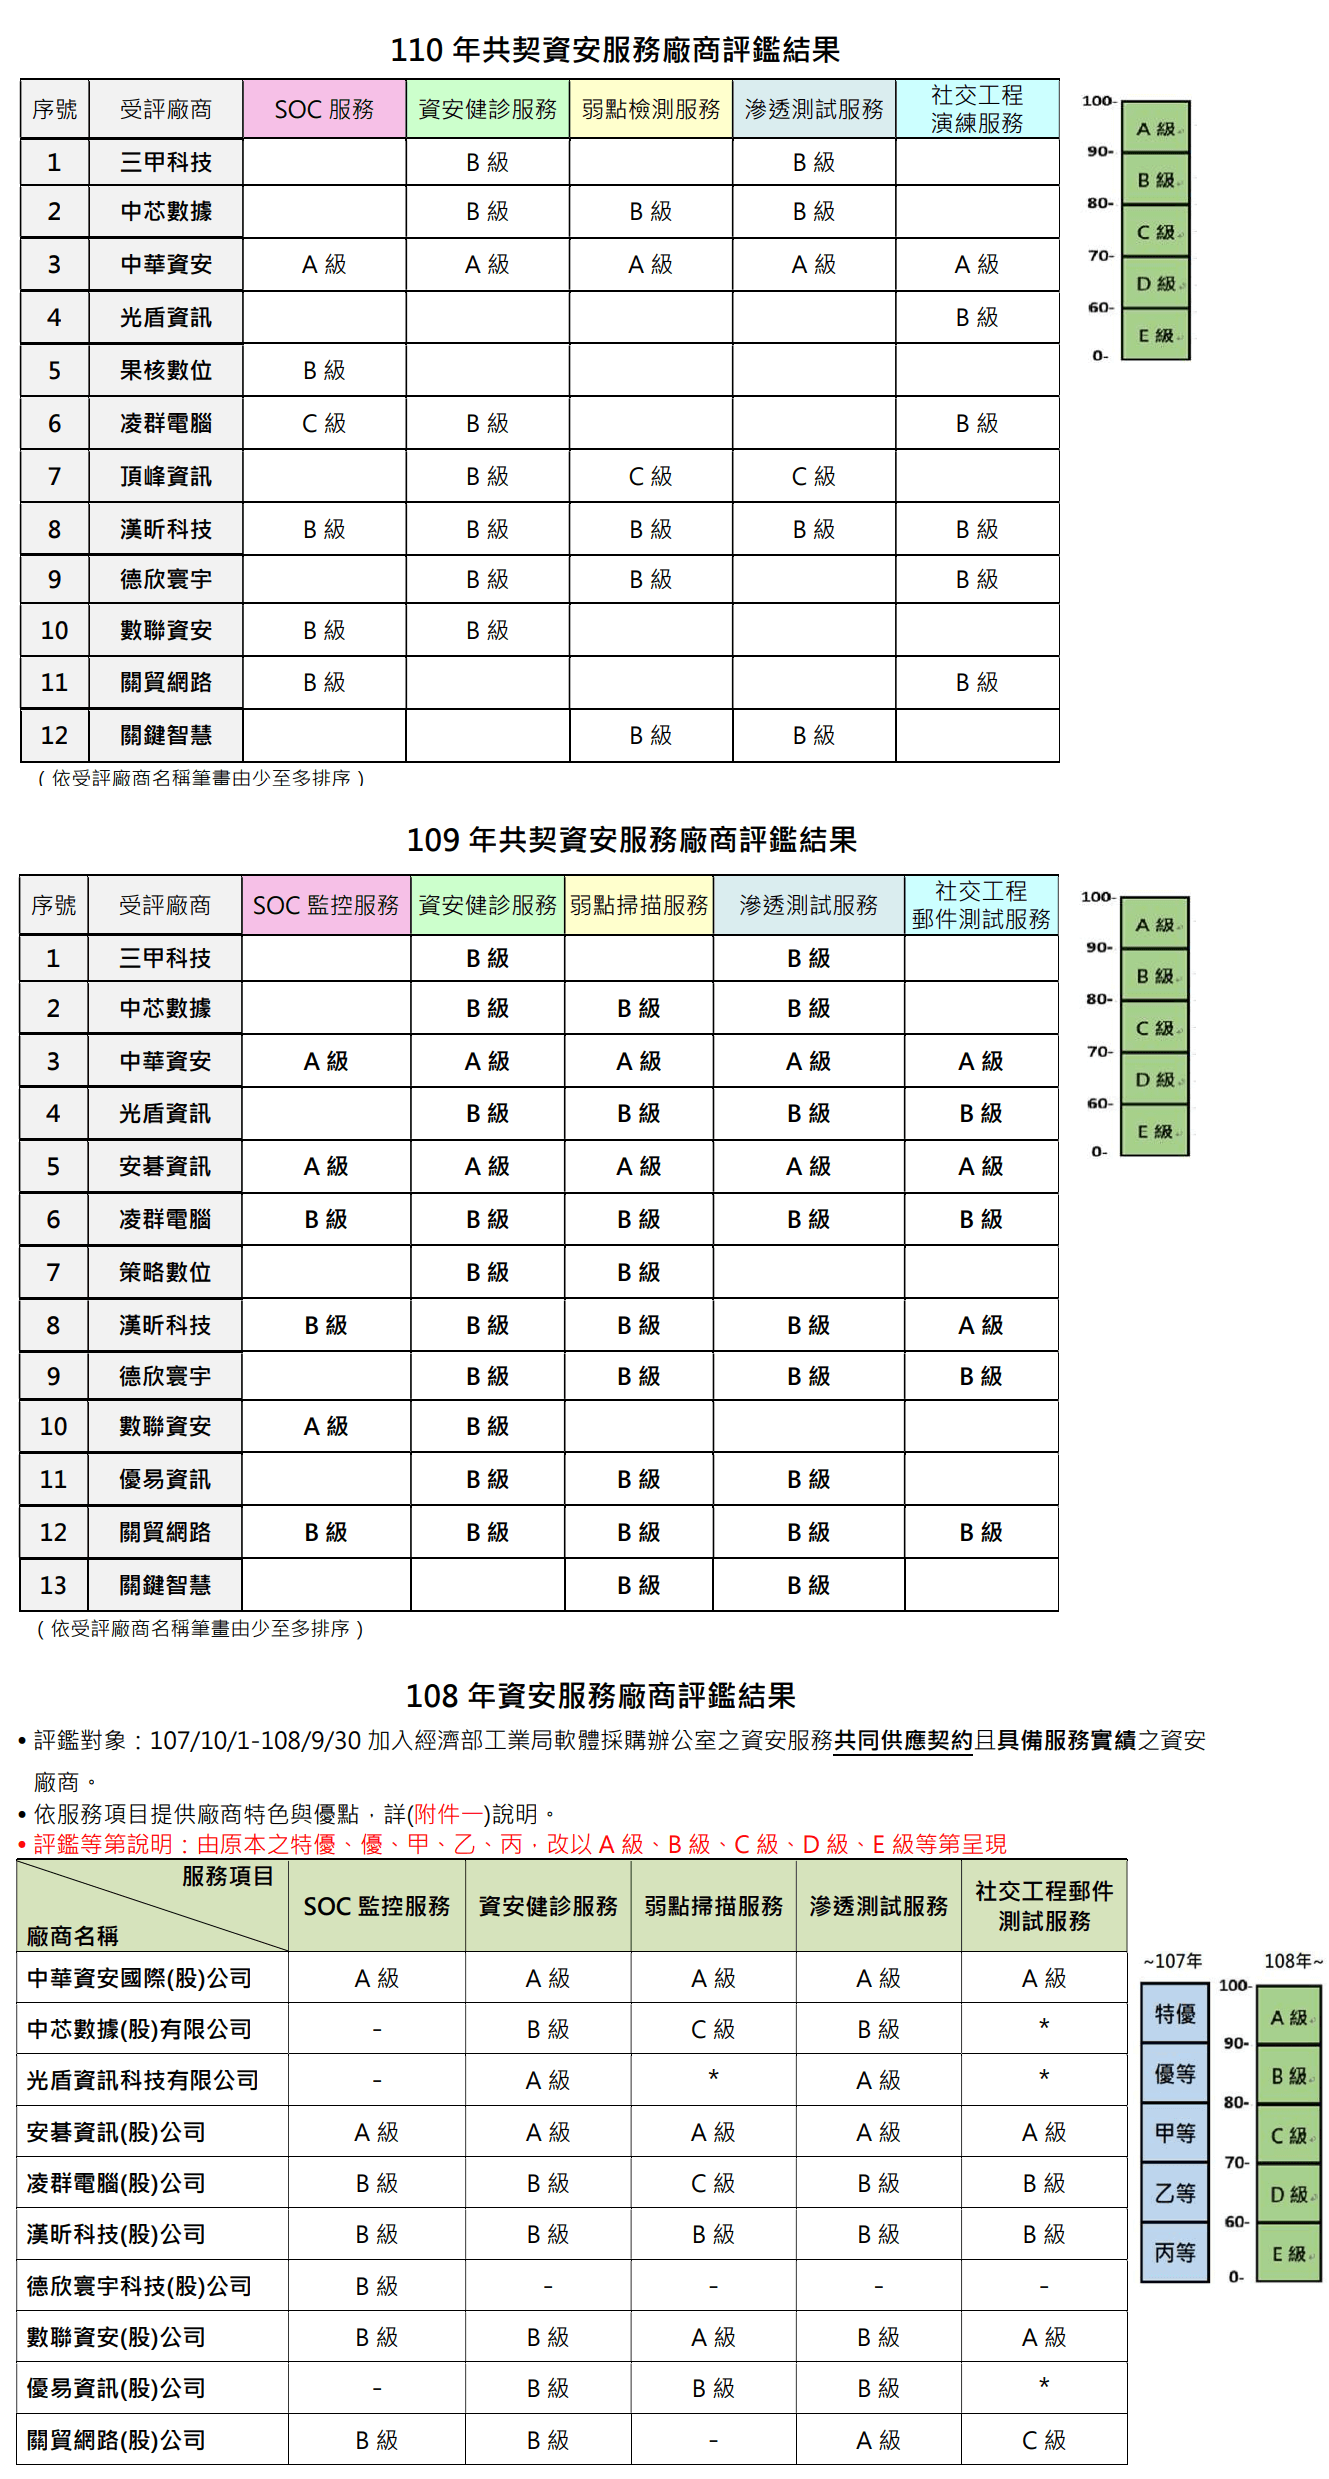 110 年共契資安服務廠商評鑑結果
序號 受評廠商 SOC 服務 資安健診服務 弱點檢測服務 滲透測試服務 社交工程
演練服務
1 三甲科技 B 級 B 級
2 中芯數據 B 級 B 級 B 級
3 中華資安 A 級 A 級 A 級 A 級 A 級
4 光盾資訊 B 級
5 果核數位 B 級
6 凌群電腦 C 級 B 級 B 級
7 頂峰資訊 B 級 C 級 C 級
8 漢昕科技 B 級 B 級 B 級 B 級 B 級
9 德欣寰宇 B 級 B 級 B 級
10 數聯資安 B 級 B 級
11 關貿網路 B 級 B 級
12 關鍵智慧 B 級 B 級
(依受評廠商名稱筆畫由少至多排序)
100-
A 級
90-
B 級
80-
C 級
70-
D 級
60-
E 級
0-
109 年共契資安服務廠商評鑑結果
序號 受評廠商 SOC 監控服務 資安健診服務 弱點掃描服務 滲透測試服務 社交工程
郵件測試服務
1 三甲科技 B 級 B 級
2 中芯數據 B 級 B 級 B 級
3 中華資安 A 級 A 級 A 級 A 級 A 級
4 光盾資訊 B 級 B 級 B 級 B 級
5 安碁資訊 A 級 A 級 A 級 A 級 A 級
6 凌群電腦 B 級 B 級 B 級 B 級 B 級
7 策略數位 B 級 B 級
8 漢昕科技 B 級 B 級 B 級 B 級 A 級
9 德欣寰宇 B 級 B 級 B 級 B 級
10 數聯資安 A 級 B 級
11 優易資訊 B 級 B 級 B 級
12 關貿網路 B 級 B 級 B 級 B 級 B 級
13 關鍵智慧 B 級 B 級
(依受評廠商名稱筆畫由少至多排序)
100-
A 級
90-
B 級
80-
C 級
70-
D 級
60-
E 級
0-
108 年資安服務廠商評鑑結果
• 評鑑對象：107/10/1-108/9/30 加入經濟部工業局軟體採購辦公室之資安服務共同供應契約且具備服務實績之資安
廠商。
• 依服務項目提供廠商特色與優點，詳(附件一)說明。
• 評鑑等第說明：由原本之特優、優、甲、乙、丙，改以 A 級、B 級、C 級、D 級、E 級等第呈現
服務項目
廠商名稱
SOC 監控服務 資安健診服務 弱點掃描服務 滲透測試服務 社交工程郵件
測試服務
中華資安國際(股)公司 A 級 A 級 A 級 A 級 A 級
中芯數據(股)有限公司 - B 級 C 級 B 級 *
光盾資訊科技有限公司 - A 級 * A 級 *
安碁資訊(股)公司 A 級 A 級 A 級 A 級 A 級
凌群電腦(股)公司 B 級 B 級 C 級 B 級 B 級
漢昕科技(股)公司 B 級 B 級 B 級 B 級 B 級
德欣寰宇科技(股)公司 B 級 - - - -
數聯資安(股)公司 B 級 B 級 A 級 B 級 A 級
優易資訊(股)公司 - B 級 B 級 B 級 *
關貿網路(股)公司 B 級 B 級 - A 級 C 級
~107年 108年~
100-
特優 A 級
90-
優等 B 級
80-
甲等 C 級
70-
乙等 D 級
60-
丙等 E 級
0-